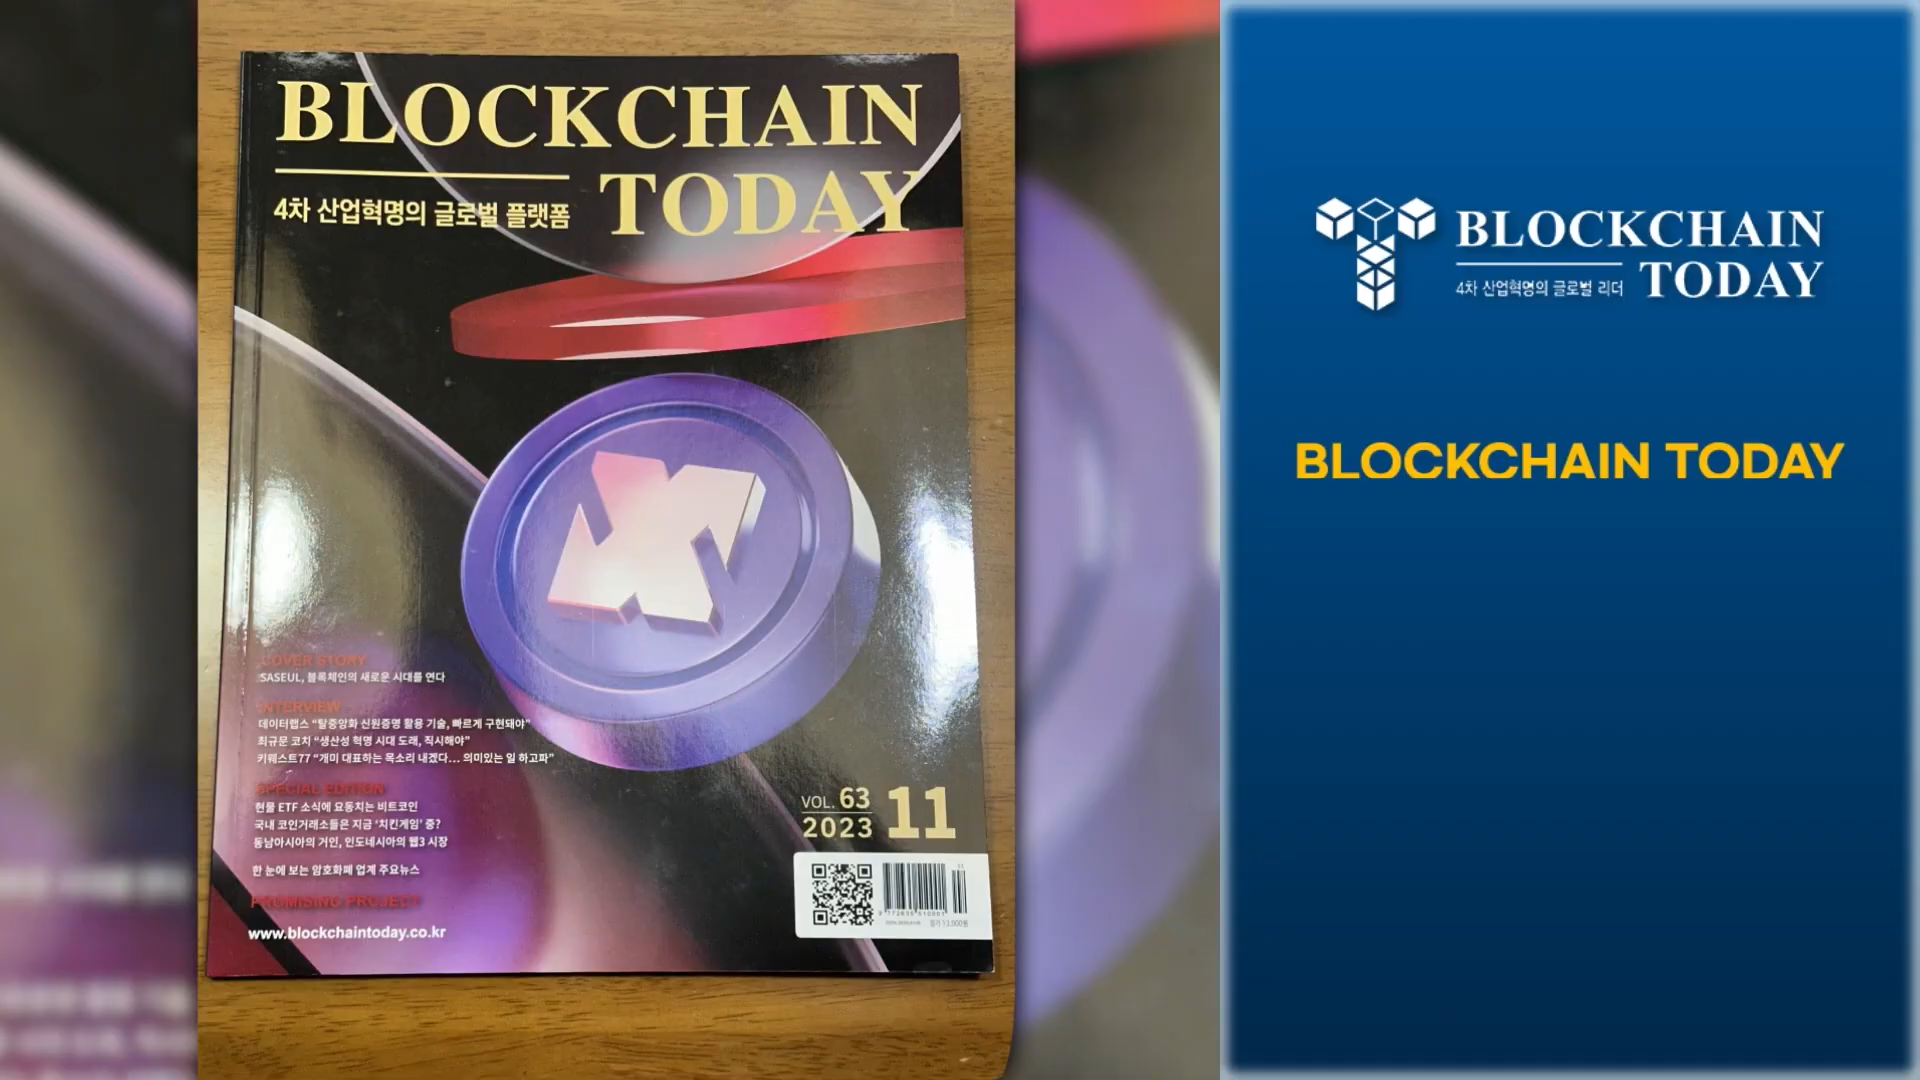 BLOCKCHAIN
TODAY
4차 산업혁명의 글로벌 플랫폼
COVER STORY
SASEUL, 블록체인의 새로운 시대를 연다
INTERVIEW
데이터랩스 “탈중앙화 신원증명 활용 기술, 빠르게 구현돼야”
최규문 코치 “생산성 혁명 시대 도래, 직시해야”
키웨스트77 “개미 대표하는 목소리 내겠다... 의미있는 일 하고파”
SPECIAL EDITION
현물 ETF 소식에 요동치는 비트코인
국내 코인거래소들은 지금 ‘치킨게임’ 중?
동남아시아의 거인, 인도네시아의 웹3 시장
한 눈에 보는 암호화폐 업계 주요뉴스
PROMISING PROJECT
www.blockchaintoday.co.kr
VOL. 63
2023
11
정가 13,000원
BLOCKCHAIN
TODAY
4차 산업혁명의 글로벌 리더
BLOCKCHAIN TODAY